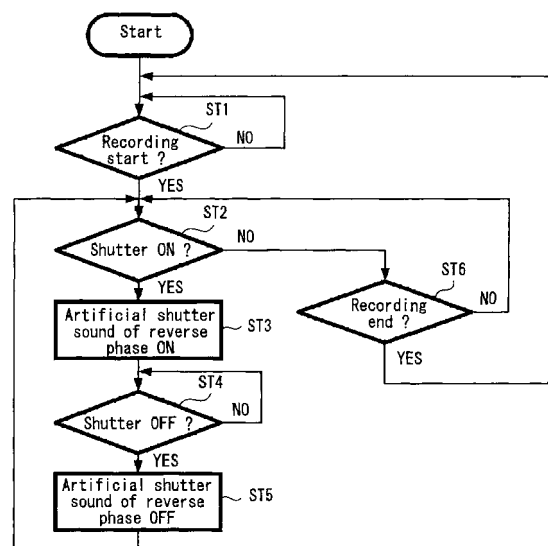 Start
ST1
Recording
start ?
NO
YES
ST2
Shutter ON ?
NO
YES
ST6
Recording
end ?
NO
YES
Artificial shutter
sound of reverse
phase ON
ST3
ST4
Shutter OFF ?
NO
YES
Artificial shutter
sound of reverse
phase OFF
ST5